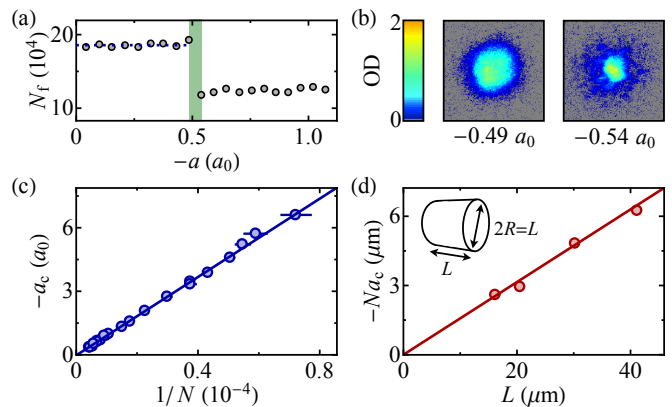 (a)
20
10
N_f (10^4)
0
0.5
1.0
−a (a_0)
(b)
2
OD
0
−0.49 a_0
−0.54 a_0
(c)
6
3
0
−a_c (a_0)
0
0.4
0.8
1/N (10^−4)
(d)
6
3
0
−Na_c (μm)
2R=L
L
0
20
40
L (μm)